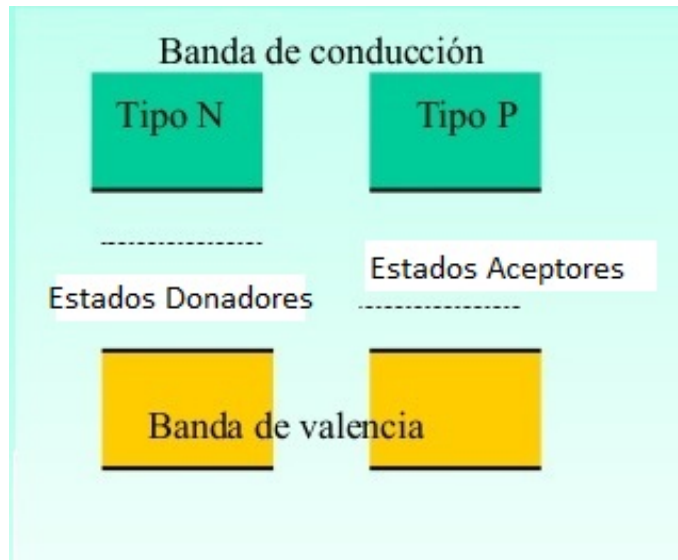 Banda de conducción
Tipo N
Tipo P
Estados Aceptores
Estados Donadores
Banda de valencia